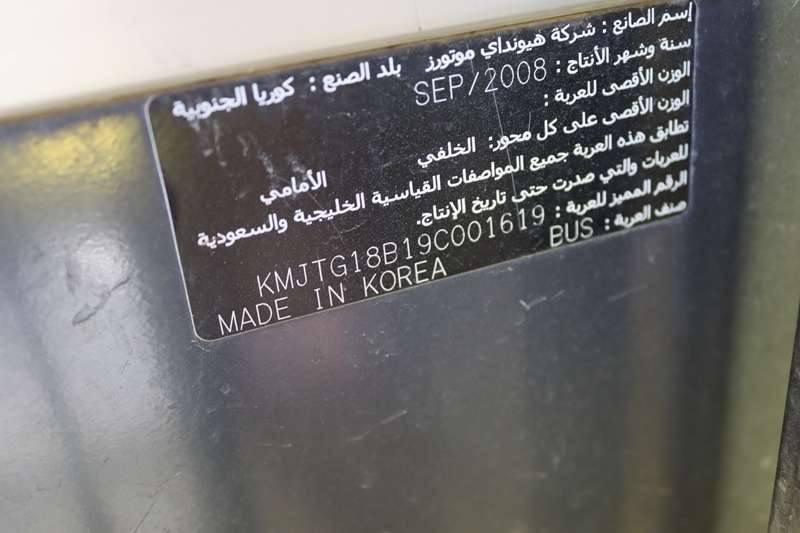 إسم الصانع : شركة هيونداي موتورز بلد الصنع : كوريا الجنوبية
سنة وشهر الأنتاج : SEP/2008
الوزن الأقصى للعربة :
الوزن الأقصى على كل محور: الخلفي
الأمامي
تطابق هذه العربة جميع المواصفات القياسية الخليجية والسعودية
للعربات والتي صدرت حتى تاريخ الإنتاج.
الرقم المميز للعربة : KMJTG18B19C001619
صنف العربة : BUS
MADE IN KOREA